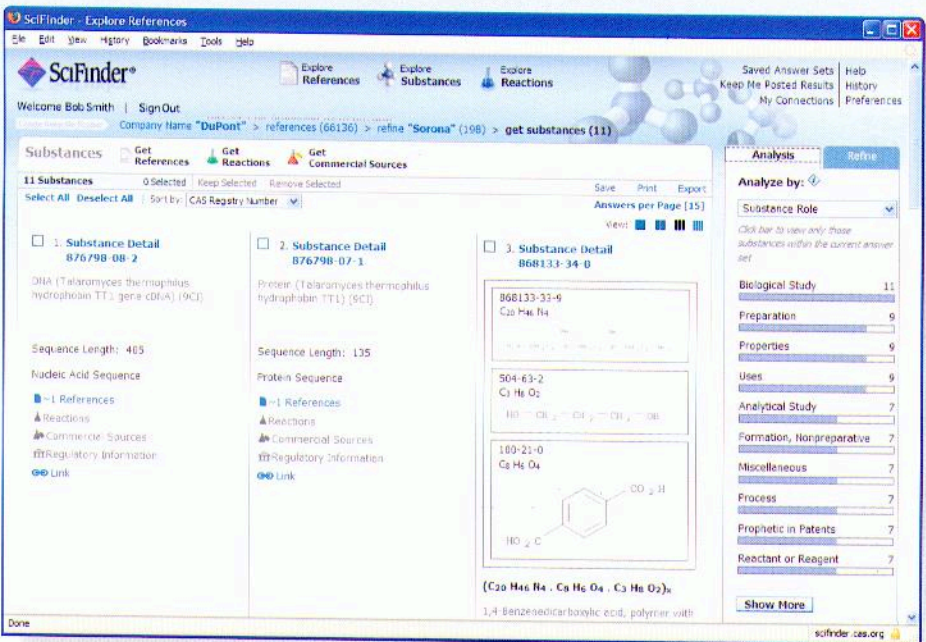 SciFinder - Explore References
File Edit View History Bookmarks Tools Help
SciFinder®
Explore References
Explore Substances
Explore Reactions
Saved Answer Sets | Help
Keep Me Posted Results | History
My Connections | Preferences
Welcome Bob Smith | Sign Out
Company Name "DuPont" > references (66136) > refine "Sorona" (198) > get substances (11)
Substances
Get References
Get Reactions
Get Commercial Sources
11 Substances 0 Selected Keep Selected Remove Selected
Save Print Export
Select All Deselect All Sort by: CAS Registry Number
Answers per Page [15]
View:
1. Substance Detail
876798-08-2
DNA (Talaromyces thermophilus
hydrophobin TT1 gene cDNA) (9CI)
Sequence Length: 405
Nucleic Acid Sequence
~1 References
Reactions
Commercial Sources
Regulatory Information
Link
2. Substance Detail
876798-07-1
Protein (Talaromyces thermophilus
hydrophobin TT1) (9CI)
Sequence Length: 135
Protein Sequence
~1 References
Reactions
Commercial Sources
Regulatory Information
Link
3. Substance Detail
868133-34-0
868133-33-9
C20 H46 N4
504-63-2
C3 H8 O2
HO — CH2 — CH2 — CH2 — OH
100-21-0
C8 H6 O4
CO2H
HO2C
(C20 H46 N4 . C8 H6 O4 . C3 H8 O2)x
1,4-Benzenedicarboxylic acid, polymer with
Analysis
Refine
Analyze by:
Substance Role
Click bar to view only those
substances within the current answer
set
Biological Study 11
Preparation 9
Properties 9
Uses 9
Analytical Study 7
Formation, Nonpreparative 7
Miscellaneous 7
Process 7
Prophetic in Patents 7
Reactant or Reagent 7
Show More
Done
scifinder.cas.org